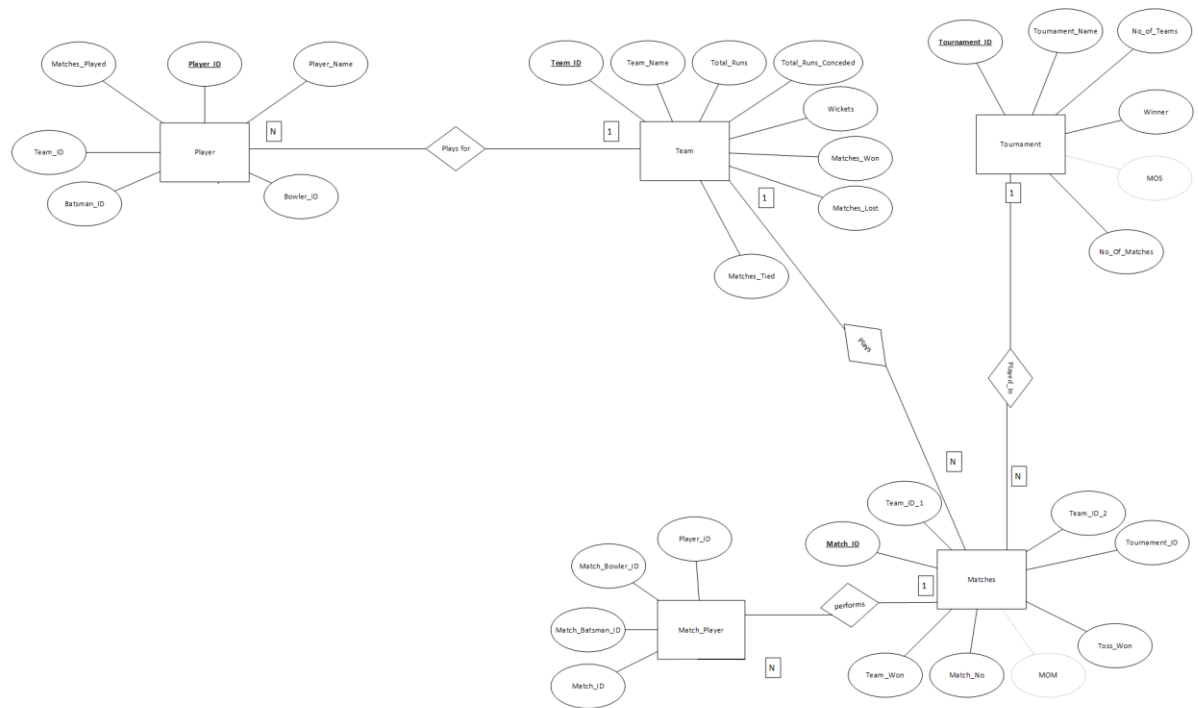 Tournament_ID
Tournament_Name
No_of_Teams
Matches_Played
Player_ID
Player_Name
Team_ID
Team_Name
Total_Runs
Total_Runs_Conceded
Wickets
Winner
N
1
Player
Plays for
Team
Tournament
Team_ID
Matches_Won
MOS
Batsman_ID
Bowler_ID
1
Matches_Lost
1
No_Of_Matches
Matches_Tied
Plays
Played_In
N
N
Team_ID_1
Team_ID_2
Player_ID
Match_ID
Tournament_ID
Match_Bowler_ID
Matches
1
performs
Match_Batsman_ID
Match_Player
Toss_Won
N
Match_ID
Team_Won
Match_No
MOM